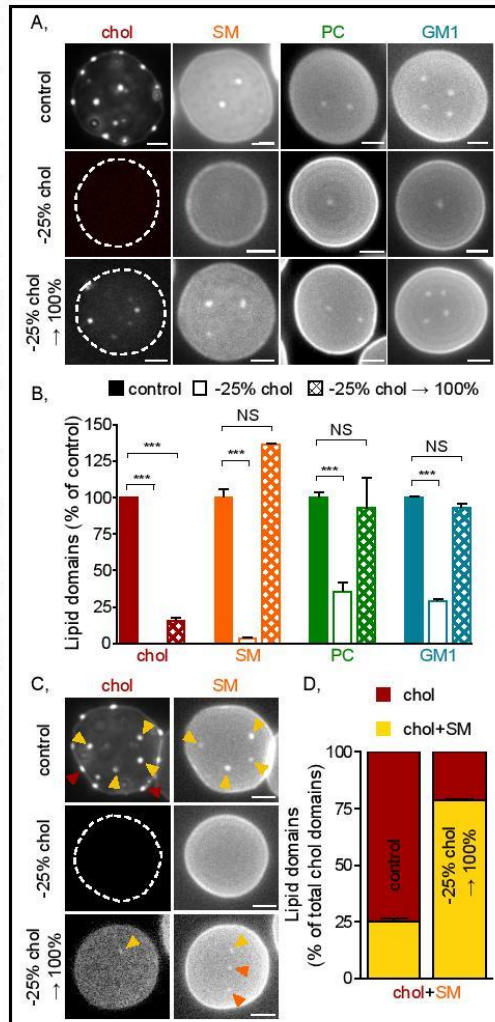 A,
chol SM PC GM1
control
-25% chol
-25% chol
→ 100%
B,
control -25% chol -25% chol → 100%
Lipid domains (% of control)
150
125
100
75
50
25
0
*** *** NS *** NS *** NS ***
chol SM PC GM1
C,
chol SM
control
-25% chol
-25% chol
→ 100%
D,
chol
chol+SM
Lipid domains
(% of total chol domains)
100
75
50
25
0
control
-25% chol
→ 100%
chol+SM